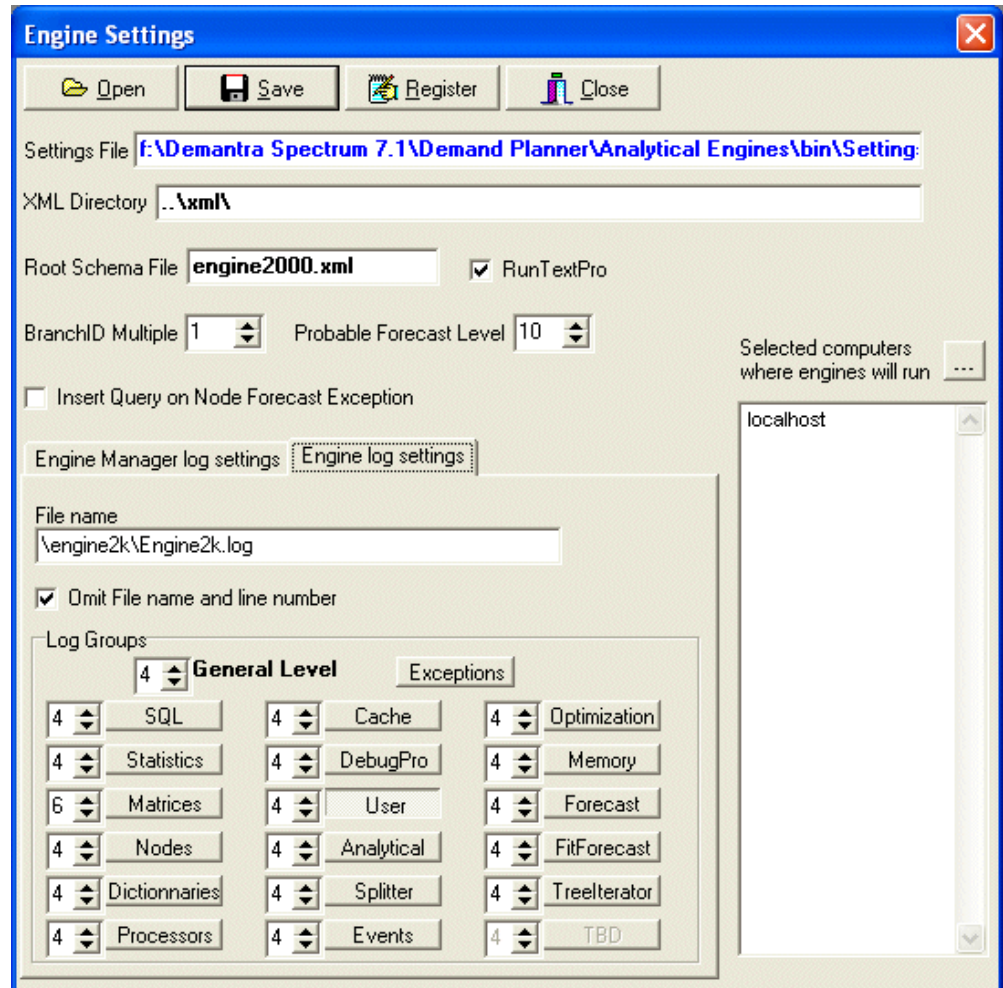 Engine Settings
Open Save Register Close
Settings File f:\Demantra Spectrum 7.1\Demand Planner\Analytical Engines\bin\Setting
XML Directory ..\xml\
Root Schema File engine2000.xml RunTextPro
BranchID Multiple 1 Probable Forecast Level 10
Insert Query on Node Forecast Exception
Selected computers
where engines will run ...
localhost
Engine Manager log settings Engine log settings
File name
\engine2k\Engine2k.log
Omit File name and line number
Log Groups
4 General Level Exceptions
4 SQL 4 Cache 4 Optimization
4 Statistics 4 DebugPro 4 Memory
6 Matrices 4 User 4 Forecast
4 Nodes 4 Analytical 4 FitForecast
4 Dictionnaries 4 Splitter 4 TreeIterator
4 Processors 4 Events 4 TBD